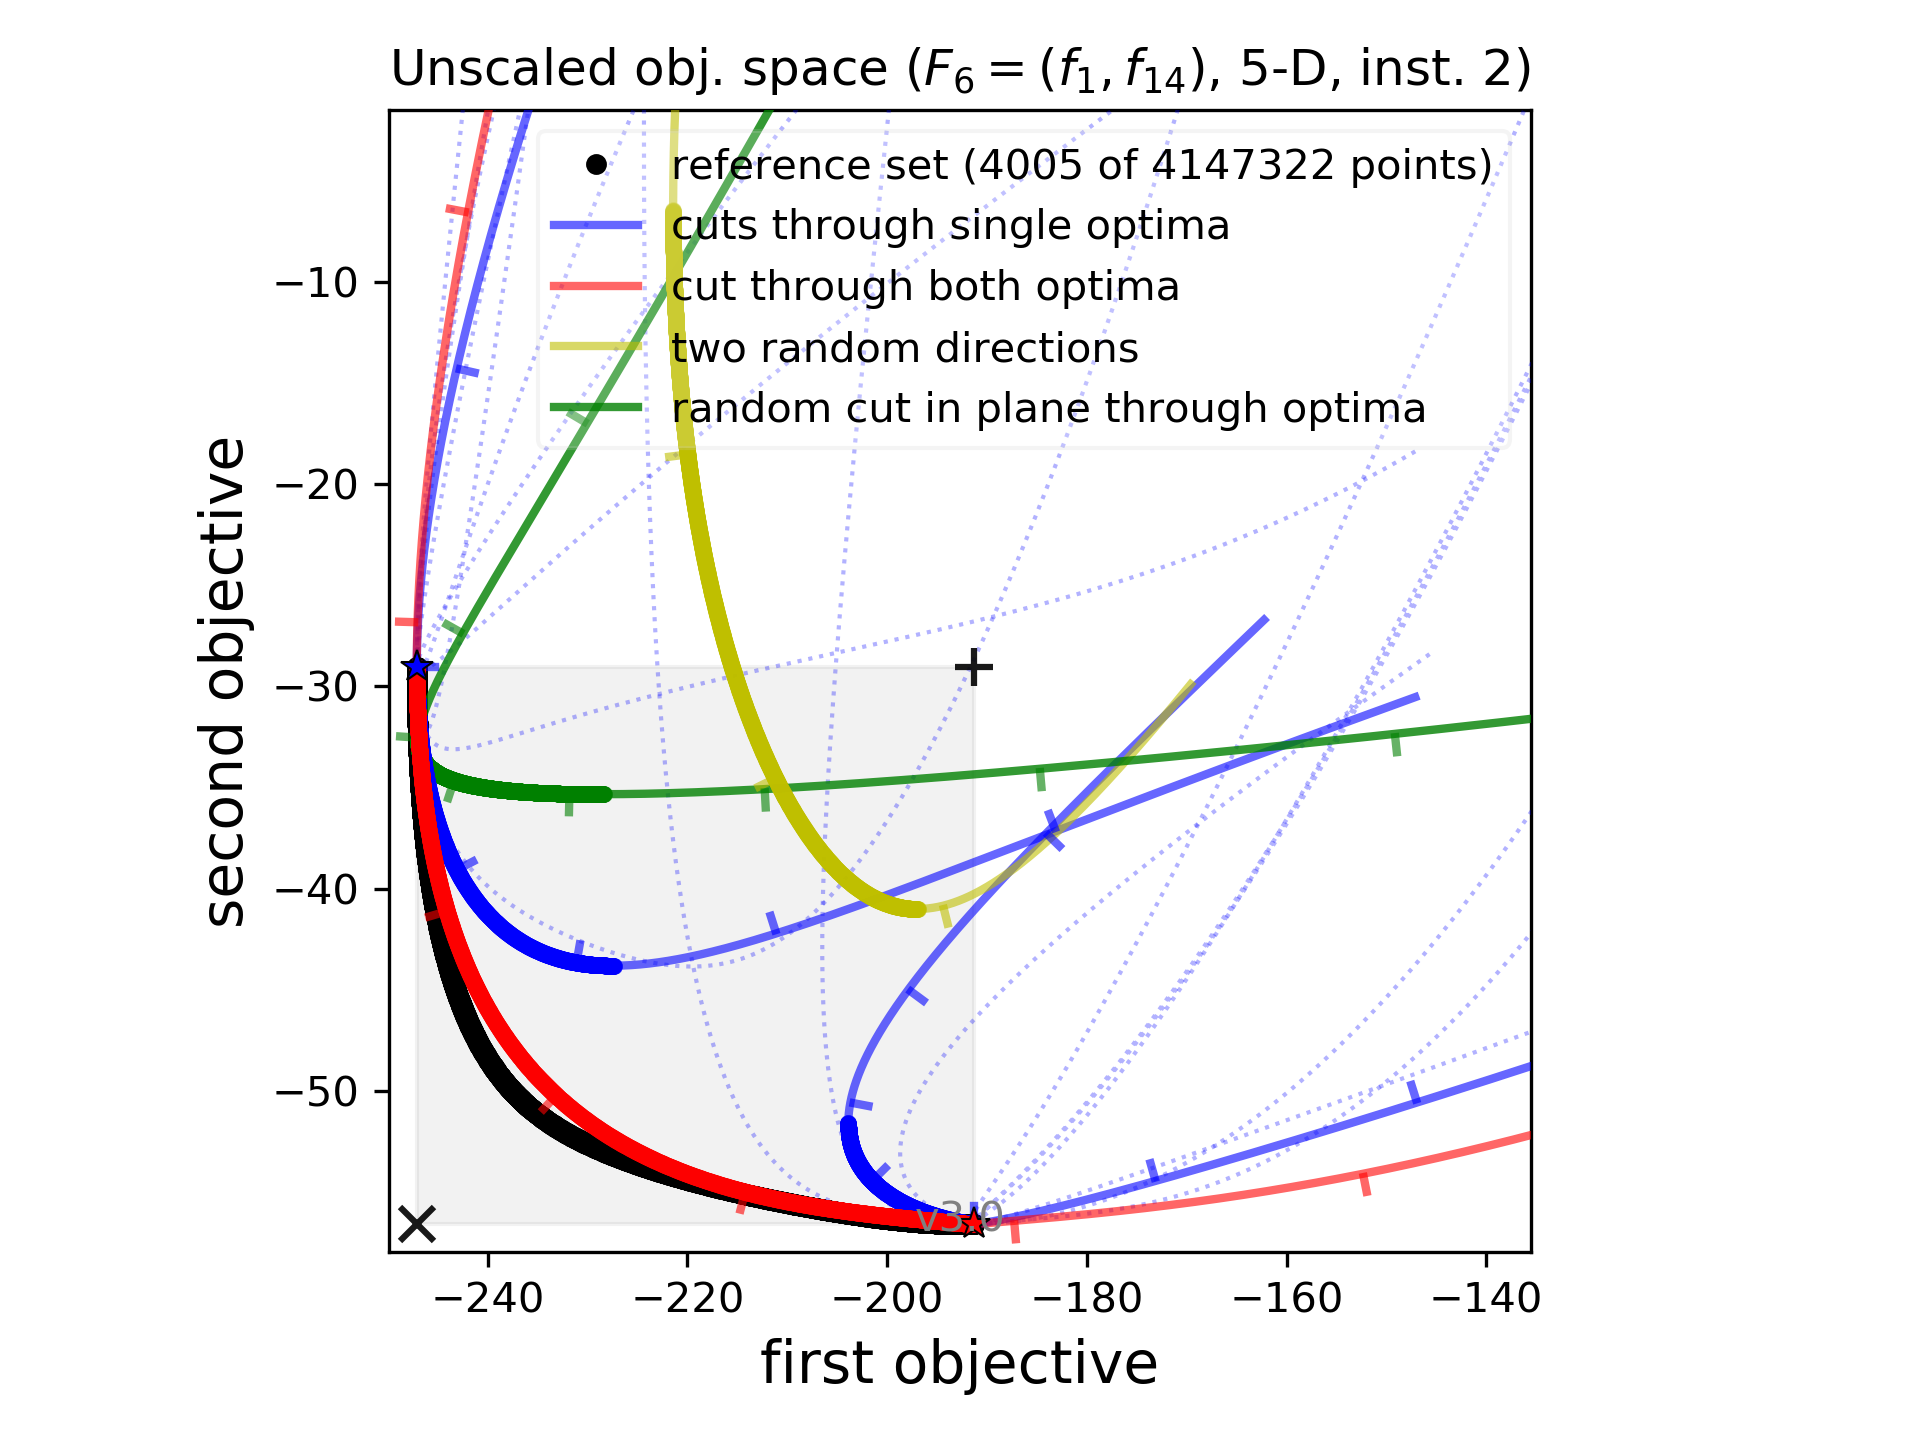 Unscaled obj. space (F₆ = (f₁, f₁₄), 5-D, inst. 2)
reference set (4005 of 4147322 points)
cuts through single optima
cut through both optima
two random directions
random cut in plane through optima
−10
−20
−30
−40
−50
second objective
v3.0
−240
−220
−200
−180
−160
−140
first objective